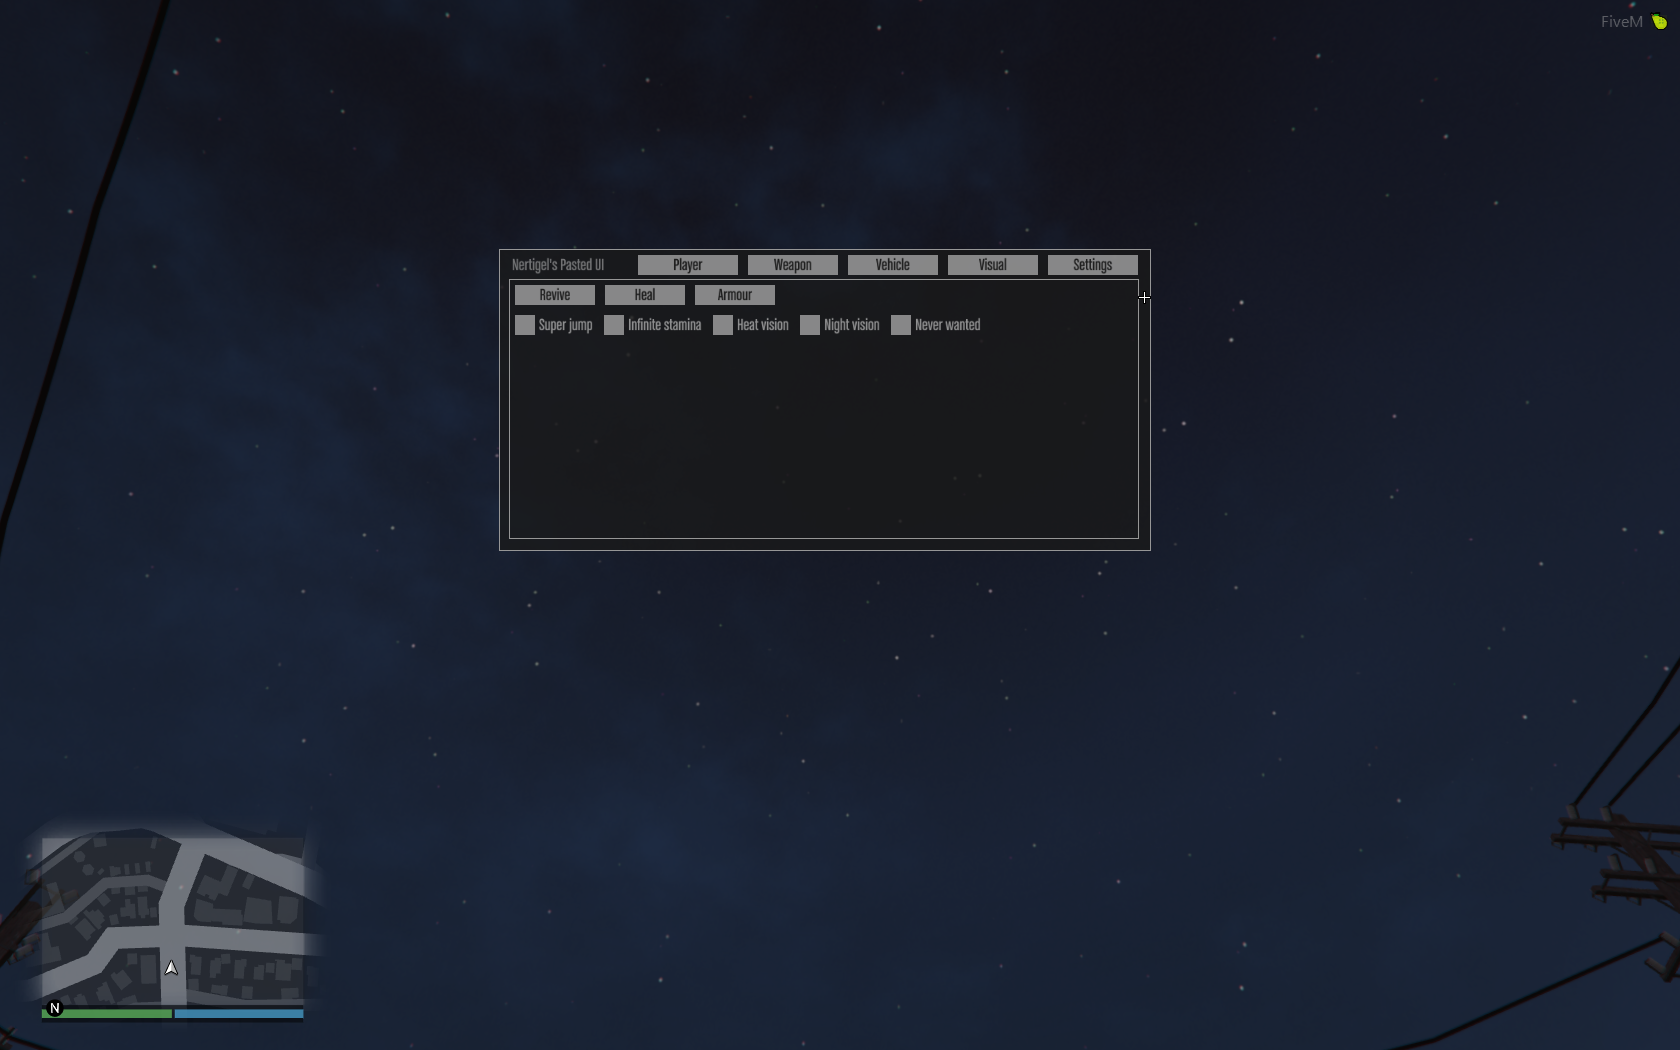 FiveM
Nertigel's Pasted UI Player Weapon Vehicle Visual Settings
Revive Heal Armour
Super jump Infinite stamina Heat vision Night vision Never wanted
N